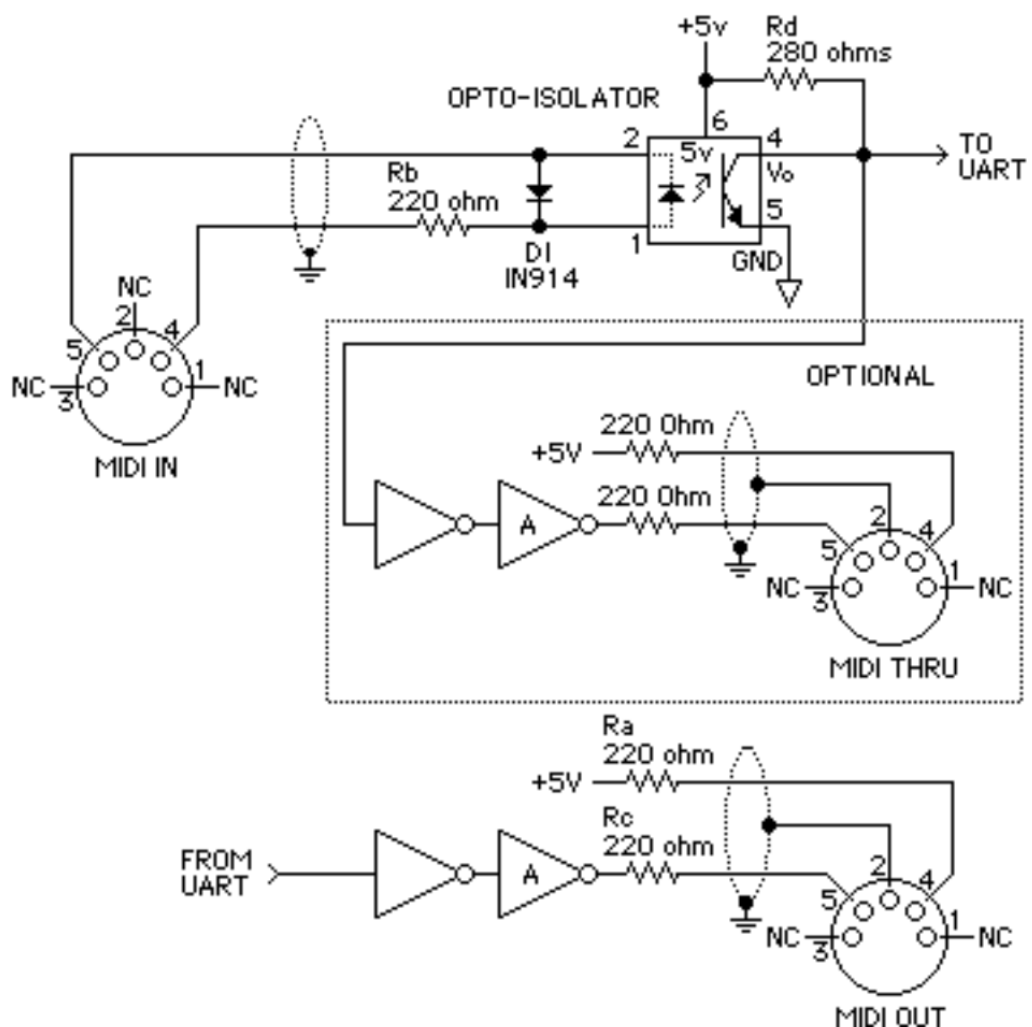 +5v
Rd
280 ohms
OPTO-ISOLATOR
6
2
5v
4
TO
UART
Vo
Rb
220 ohm
5
1
D1
IN914
GND
NC
2
5
4
NC
3
1
NC
MIDI IN
OPTIONAL
220 Ohm
+5V
220 Ohm
A
2
5
4
NC
3
1
NC
MIDI THRU
Ra
220 ohm
+5V
Rc
220 ohm
FROM
UART
A
2
5
4
NC
3
1
NC
MIDI OUT